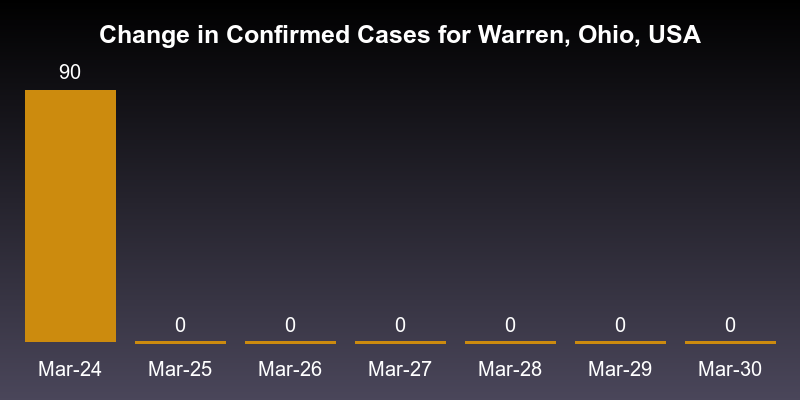 Change in Confirmed Cases for Warren, Ohio, USA
90
0 0 0 0 0 0
Mar-24 Mar-25 Mar-26 Mar-27 Mar-28 Mar-29 Mar-30